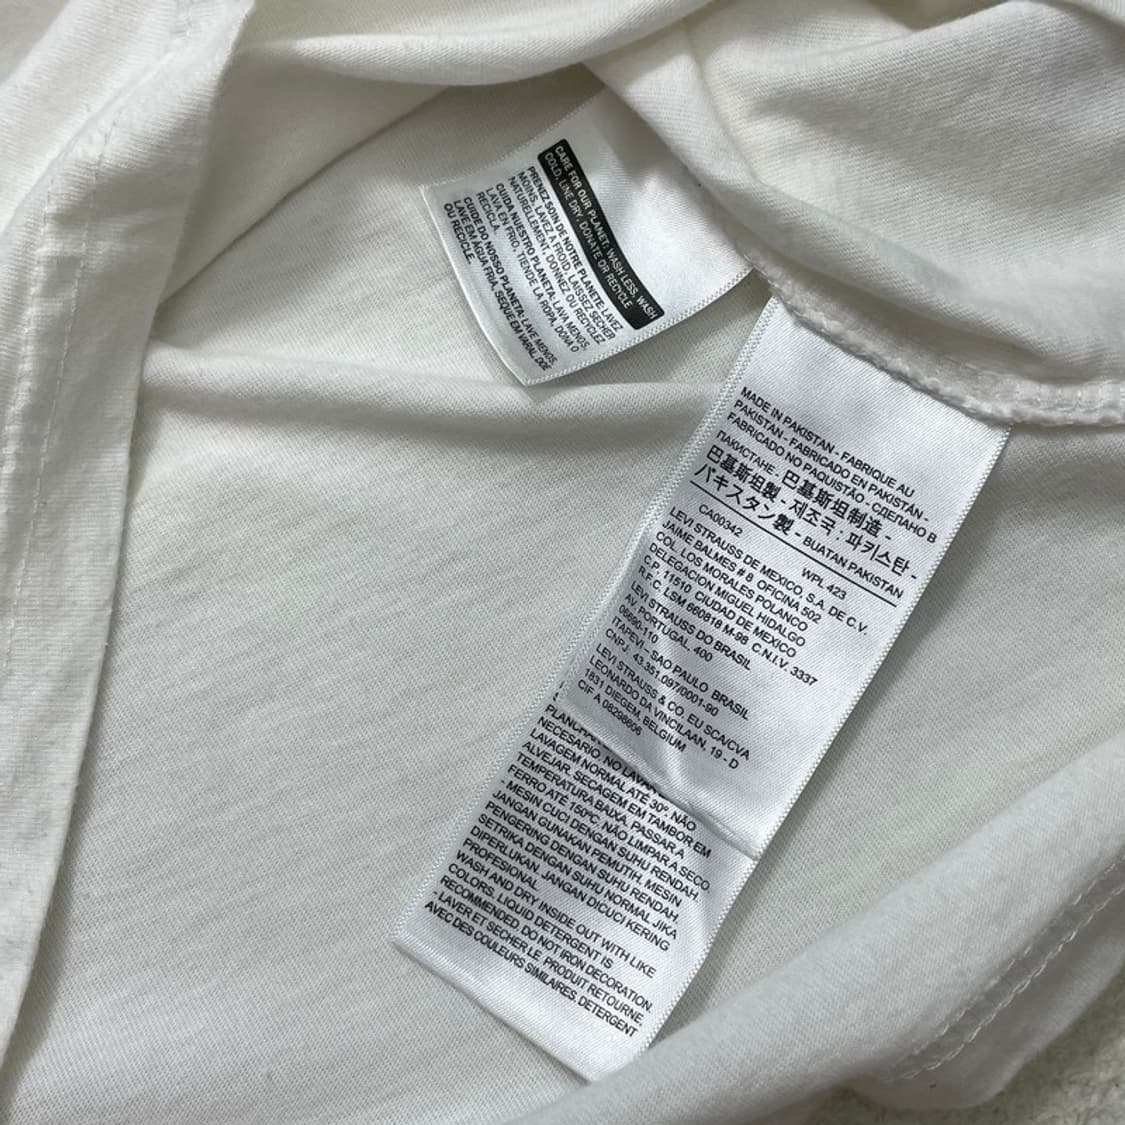 CARE FOR OUR PLANET: WASH LESS, WASH
COLD, LINE DRY, DONATE OR RECYCLE
PRENEZ SOIN DE NOTRE PLANETE: LAVEZ
MOINS, LAVEZ A FROID, LAISSEZ SECHER
NATURELLEMENT, DONNEZ OU RECYCLEZ
CUIDA NUESTRO PLANETA: LAVA MENOS,
LAVA EN FRIO, TIENDE LA ROPA, DONA O
RECICLA.
CUIDE DO NOSSO PLANETA: LAVE MENOS,
LAVE EM AGUA FRIA, SEQUE EM VARAL, DOE
OU RECICLE.
MADE IN PAKISTAN - FABRIQUE AU
PAKISTAN - FABRICADO EN PAKISTÁN -
FABRICADO NO PAQUISTÃO - СДЕЛАНО В
ПАКИСТАНЕ - 巴基斯坦制造 -
巴基斯坦製 - 제조국 : 파키스탄 -
パキスタン製 - BUATAN PAKISTAN
CA00342 WPL 423
LEVI STRAUSS DE MEXICO, S.A. DE C.V.
JAIME BALMES # 8 OFICINA 502
COL. LOS MORALES POLANCO
DELEGACION MIGUEL HIDALGO
C.P. 11510 CIUDAD DE MEXICO
R.F.C. LSM 660818 M-98 C.N.I.V. 3337
LEVI STRAUSS DO BRASIL
AV. PORTUGAL, 400
06690-110
ITAPEVI – SAO PAULO BRASIL
CNPJ: 43.351.097/0001-90
LEVI STRAUSS & CO. EU SCA/CVA
LEONARDO DA VINCILAAN, 19 - D
1831 DIEGEM, BELGIUM
CIF A 08298606
NECESARIO. NO
LAVAGEM NORMAL ATÉ 30º. NÃO
ALVEJAR. SECAGEM EM TAMBOR EM
TEMPERATURA BAIXA. PASSAR A
FERRO ATÉ 150ºC. NÃO LIMPAR A SECO.
- MESIN CUCI DENGAN SUHU RENDAH.
JANGAN GUNAKAN PEMUTIH. MESIN
PENGERING DENGAN SUHU RENDAH.
SETRIKA DENGAN SUHU NORMAL JIKA
DIPERLUKAN. JANGAN DICUCI KERING
PROFESIONAL
WASH AND DRY INSIDE OUT WITH LIKE
COLORS. LIQUID DETERGENT IS
RECOMMENDED. DO NOT IRON DECORATION.
- LAVER ET SECHER LE PRODUIT RETOURNE,
AVEC DES COULEURS SIMILAIRES, DETERGENT